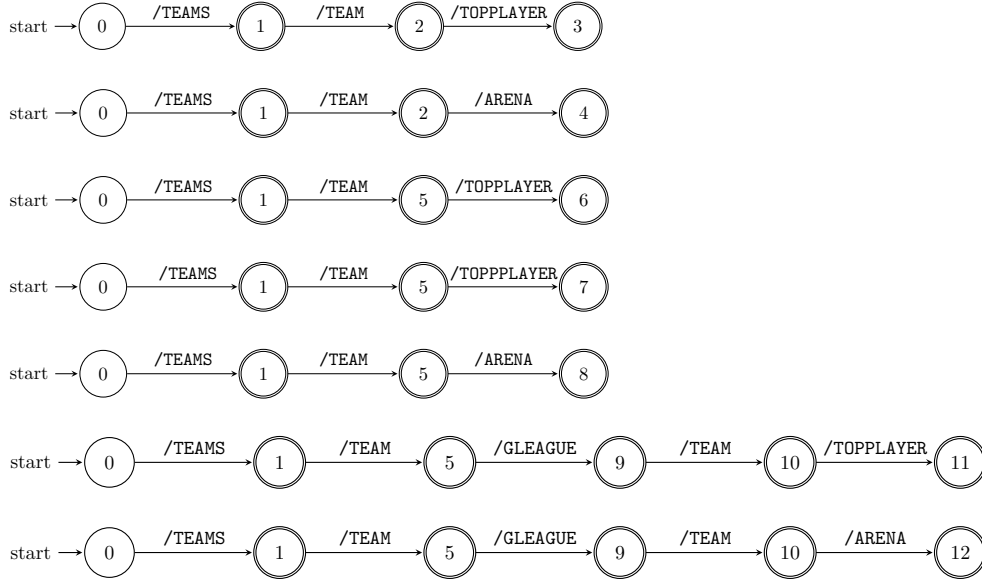 /TEAMS /TEAM /TOPPLAYER
start 0 1 2 3
/TEAMS /TEAM /ARENA
start 0 1 2 4
/TEAMS /TEAM /TOPPLAYER
start 0 1 5 6
/TEAMS /TEAM /TOPPPLAYER
start 0 1 5 7
/TEAMS /TEAM /ARENA
start 0 1 5 8
/TEAMS /TEAM /GLEAGUE /TEAM /TOPPLAYER
start 0 1 5 9 10 11
/TEAMS /TEAM /GLEAGUE /TEAM /ARENA
start 0 1 5 9 10 12